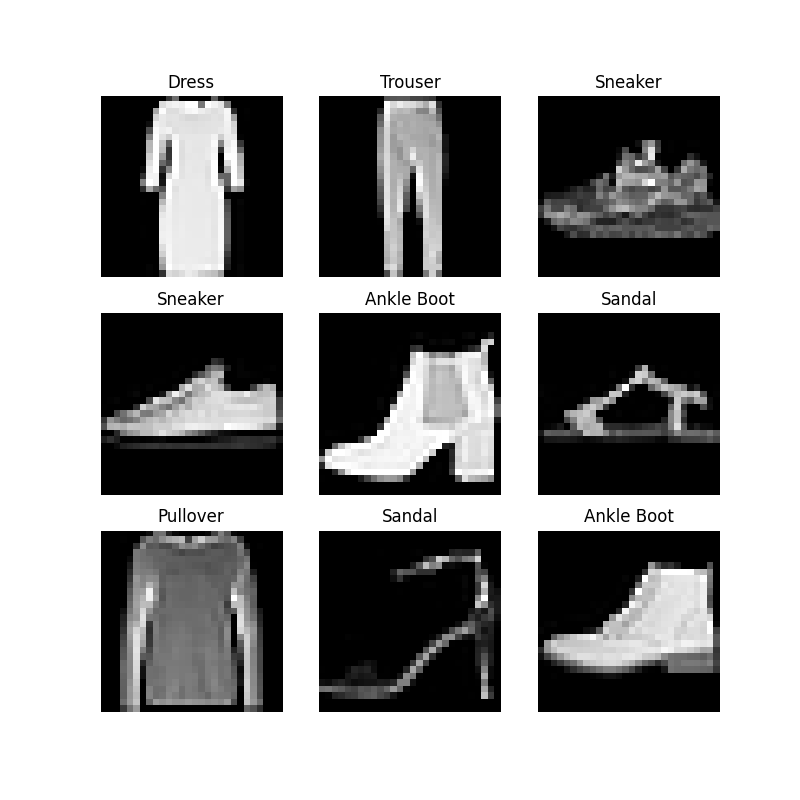 Dress Trouser Sneaker
Sneaker Ankle Boot Sandal
Pullover Sandal Ankle Boot